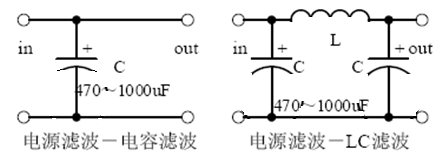 in + out
C
470~1000uF
电源滤波－电容滤波
L
in + + out
C C
470~1000uF
电源滤波－LC滤波